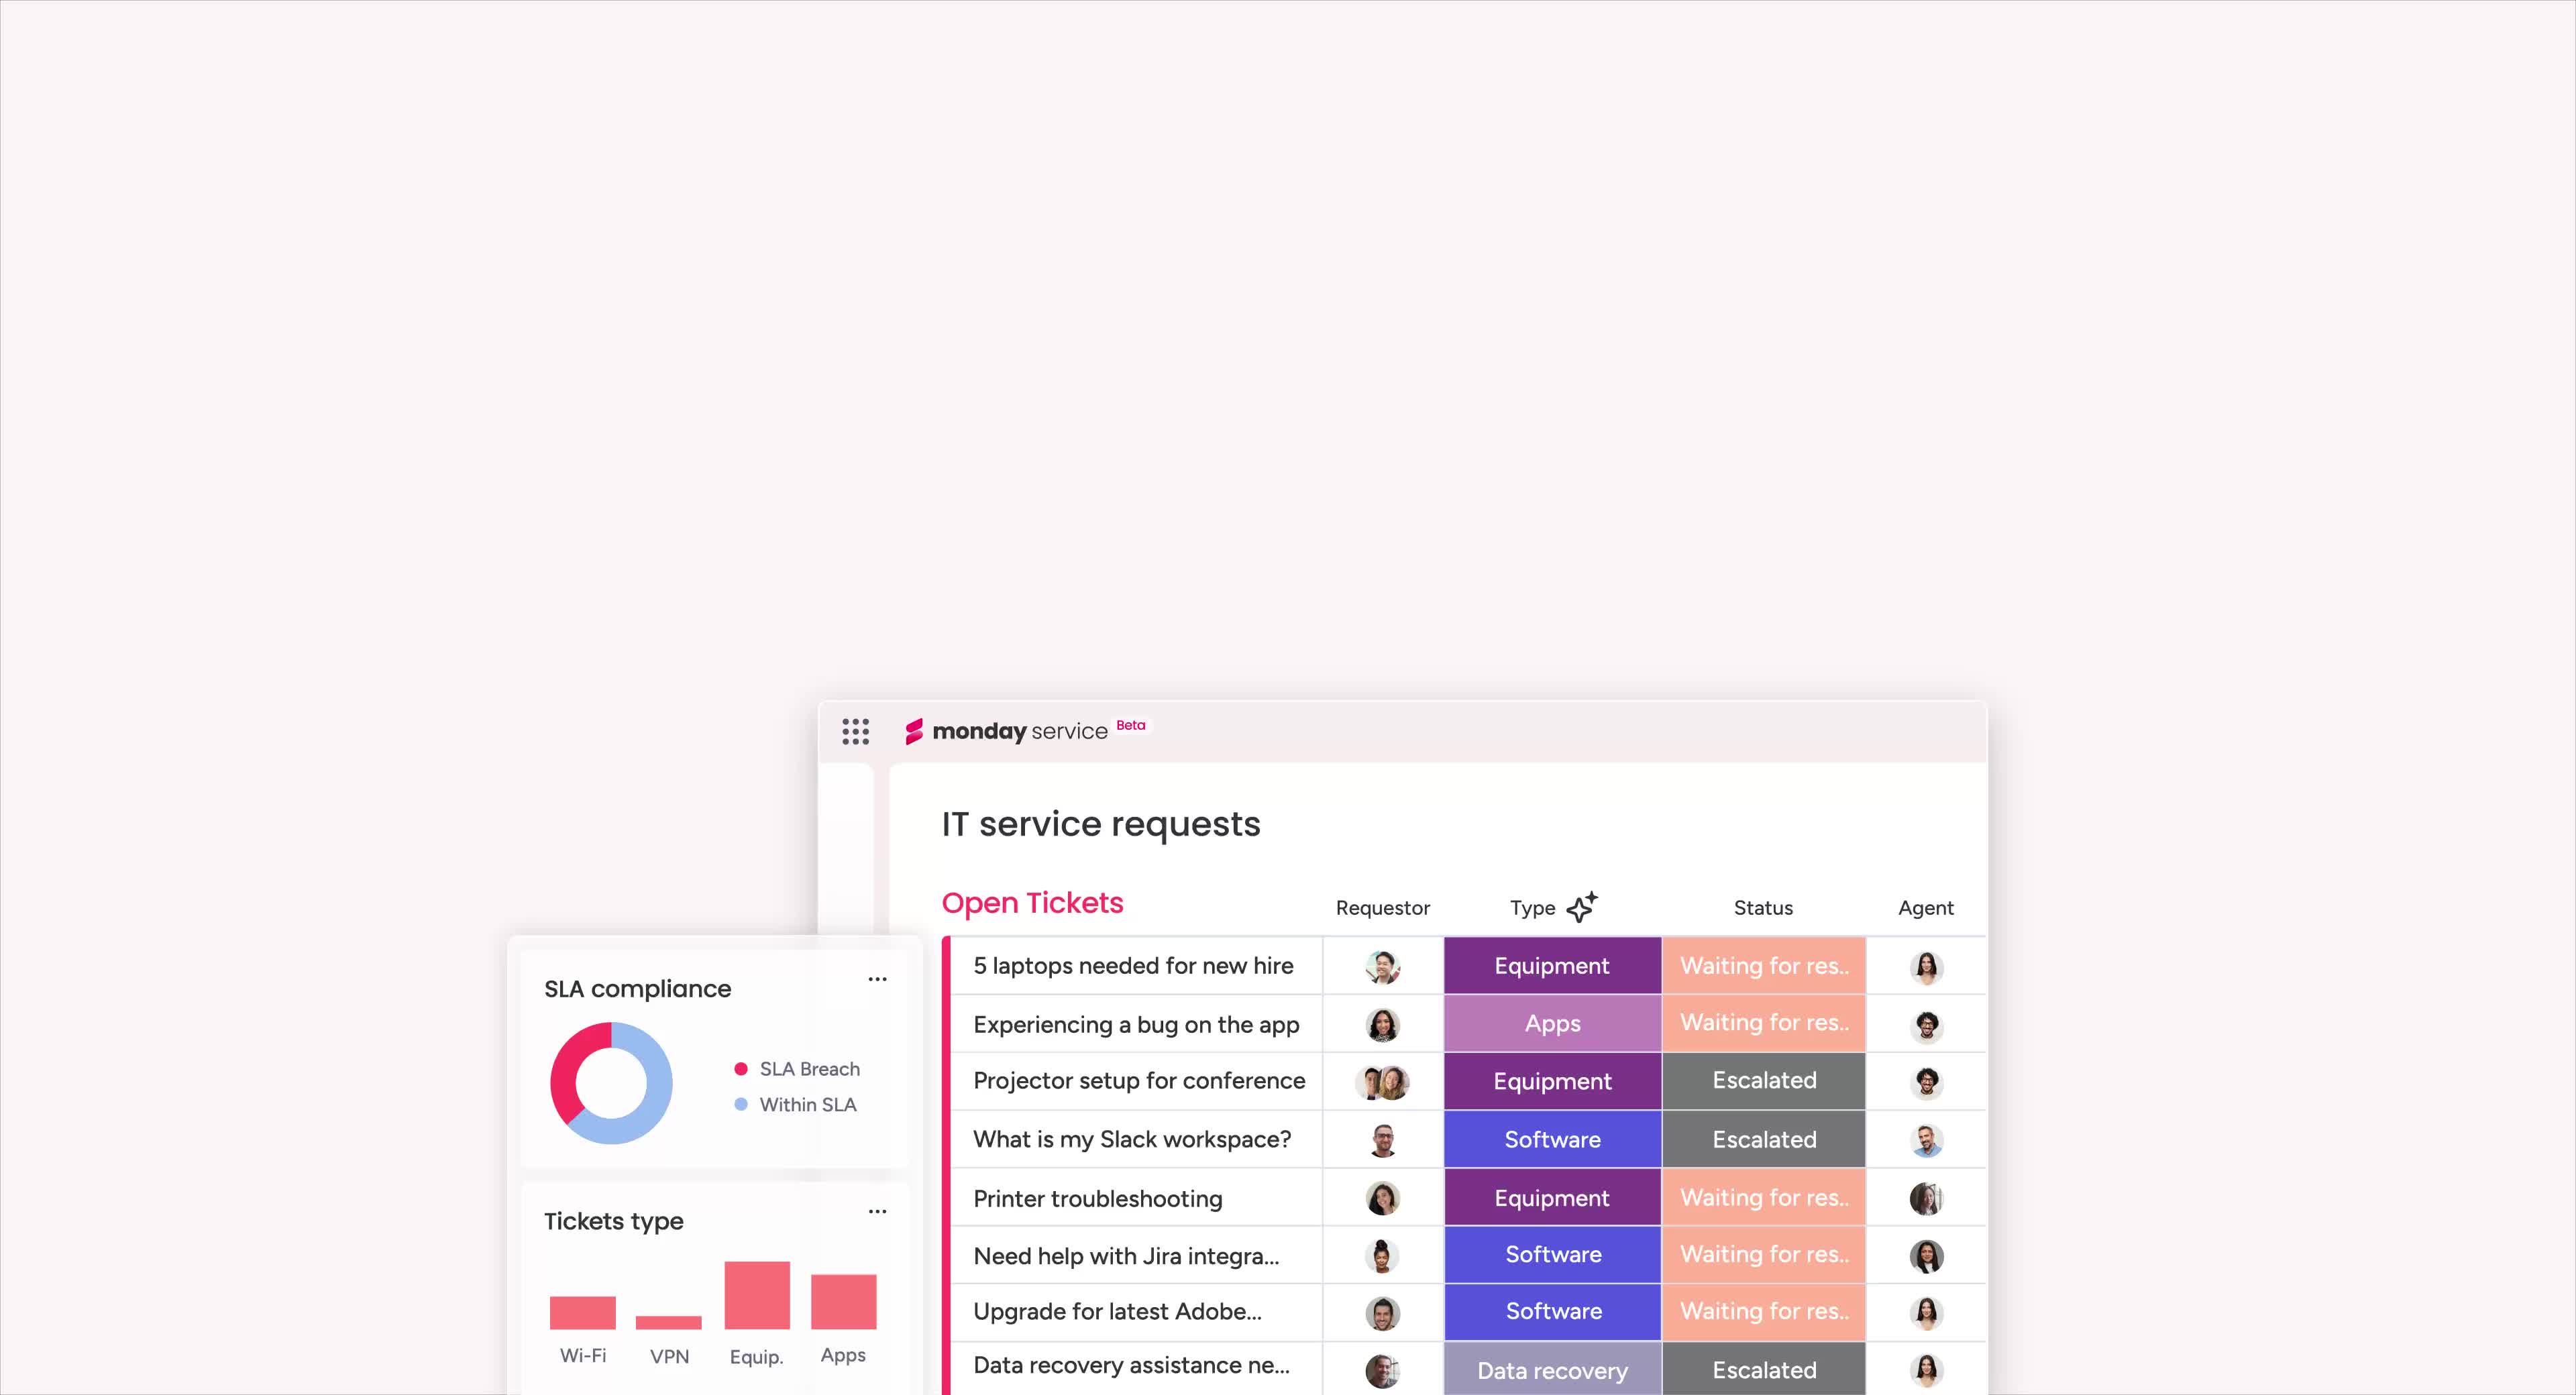 monday service Beta
IT service requests
Open Tickets Requestor Type Status Agent
5 laptops needed for new hire Equipment Waiting for res..
Experiencing a bug on the app Apps Waiting for res..
Projector setup for conference Equipment Escalated
What is my Slack workspace? Software Escalated
Printer troubleshooting Equipment Waiting for res..
Need help with Jira integra... Software Waiting for res..
Upgrade for latest Adobe... Software Waiting for res..
Data recovery assistance ne... Data recovery Escalated
SLA compliance
SLA Breach
Within SLA
Tickets type
Wi-Fi VPN Equip. Apps